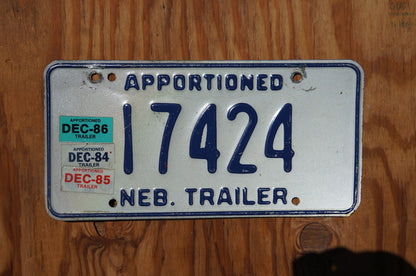 APPORTIONED
17424
APPORTIONED
DEC-86
TRAILER
APPORTIONED
DEC-84
TRAILER
APPORTIONED
DEC-85
TRAILER
NEB. TRAILER